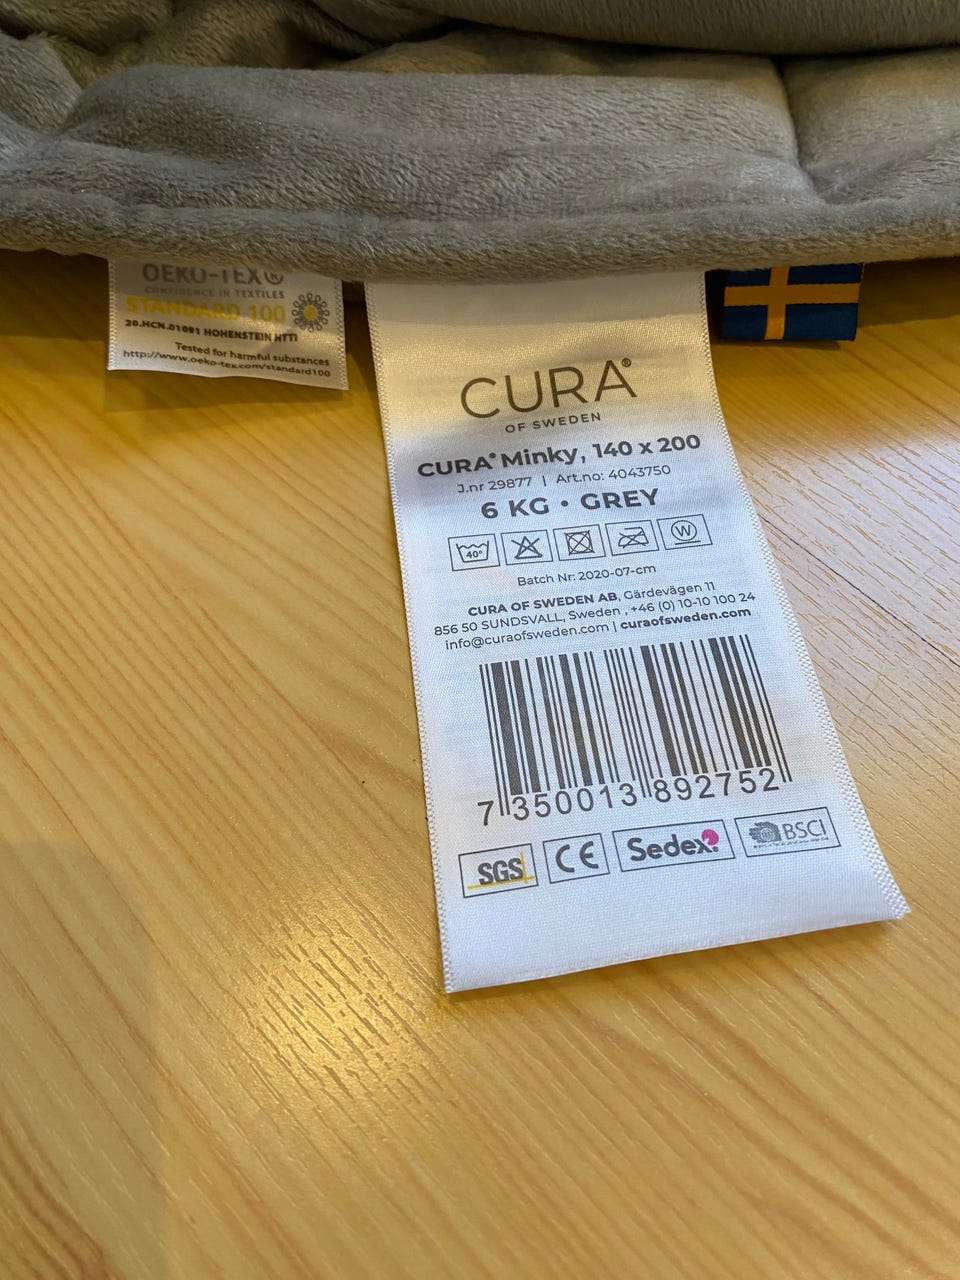 OEKO-TEX®
CONFIDENCE IN TEXTILES
STANDARD 100
20.HCN.01091 HOHENSTEIN HTTI
Tested for harmful substances
http://www.oeko-tex.com/standard100
CURA®
OF SWEDEN
CURA® Minky, 140 x 200
J.nr 29877 | Art.no: 4043750
6 KG • GREY
40°
W
Batch Nr: 2020-07-cm
CURA OF SWEDEN AB, Gärdevägen 11
856 50 SUNDSVALL, Sweden , +46 (0) 10-10 100 24
info@curaofsweden.com | curaofsweden.com
7 350013 892752
SGS CE Sedex BSCI